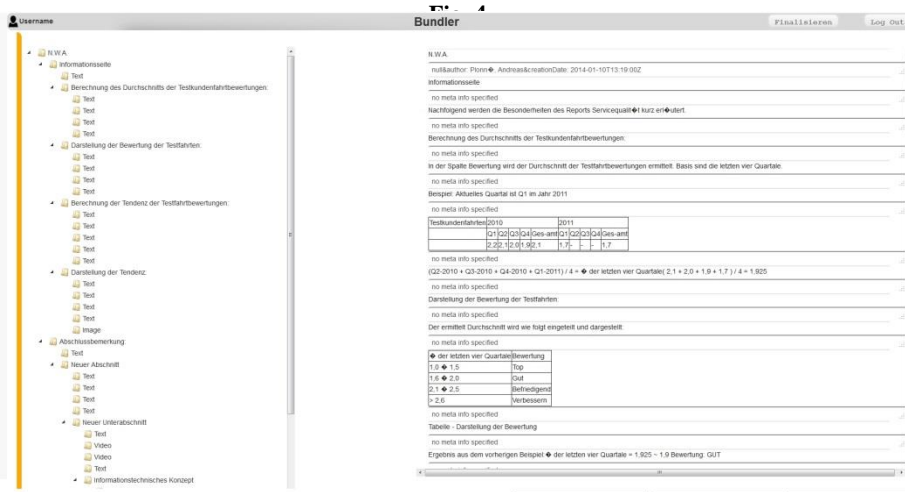 Fig. 4
Username
Bundler
Finalisieren
Log Out
N.W.A.
Informationsseite
Text
Berechnung des Durchschnitts der Testkundenfahrtbewertungen:
Text
Text
Text
Text
Darstellung der Bewertung der Testfahrten:
Text
Text
Text
Text
Berechnung der Tendenz der Testfahrtbewertungen:
Text
Text
Text
Text
Text
Darstellung der Tendenz:
Text
Text
Text
Text
Image
Abschlussbemerkung:
Text
Neuer Abschnitt
Text
Text
Text
Text
Neuer Unterabschnitt
Text
Video
Video
Text
Informationstechnisches Konzept
N.W.A.
null&author: Plonn�, Andreas&creationDate: 2014-01-10T13:19:00Z
Informationsseite
no meta info specified
Nachfolgend werden die Besonderheiten des Reports Servicequalit�t kurz erl�utert.
no meta info specified
Berechnung des Durchschnitts der Testkundenfahrtbewertungen:
no meta info specified
In der Spalte Bewertung wird der Durchschnitt der Testfahrtbewertungen ermittelt. Basis sind die letzten vier Quartale.
no meta info specified
Beispiel: Aktuelles Quartal ist Q1 im Jahr 2011
no meta info specified
Testkundenfahrten 2010 2011
Q1 Q2 Q3 Q4 Ges-amt Q1 Q2 Q3 Q4 Ges-amt
2,2 2,1 2,0 1,9 2,1 1,7 - - - 1,7
no meta info specified
(Q2-2010 + Q3-2010 + Q4-2010 + Q1-2011) / 4 = � der letzten vier Quartale( 2,1 + 2,0 + 1,9 + 1,7 ) / 4 = 1,925
no meta info specified
Darstellung der Bewertung der Testfahrten:
no meta info specified
Der ermittelt Durchschnitt wird wie folgt eingeteilt und dargestellt:
no meta info specified
� der letzten vier Quartale Bewertung
1,0 � 1,5 Top
1,6 � 2,0 Gut
2,1 � 2,5 Befriedigend
> 2,6 Verbessern
no meta info specified
Tabelle - Darstellung der Bewertung
no meta info specified
Ergebnis aus dem vorherigen Beispiel � der letzten vier Quartale = 1,925 ~ 1,9 Bewertung: GUT